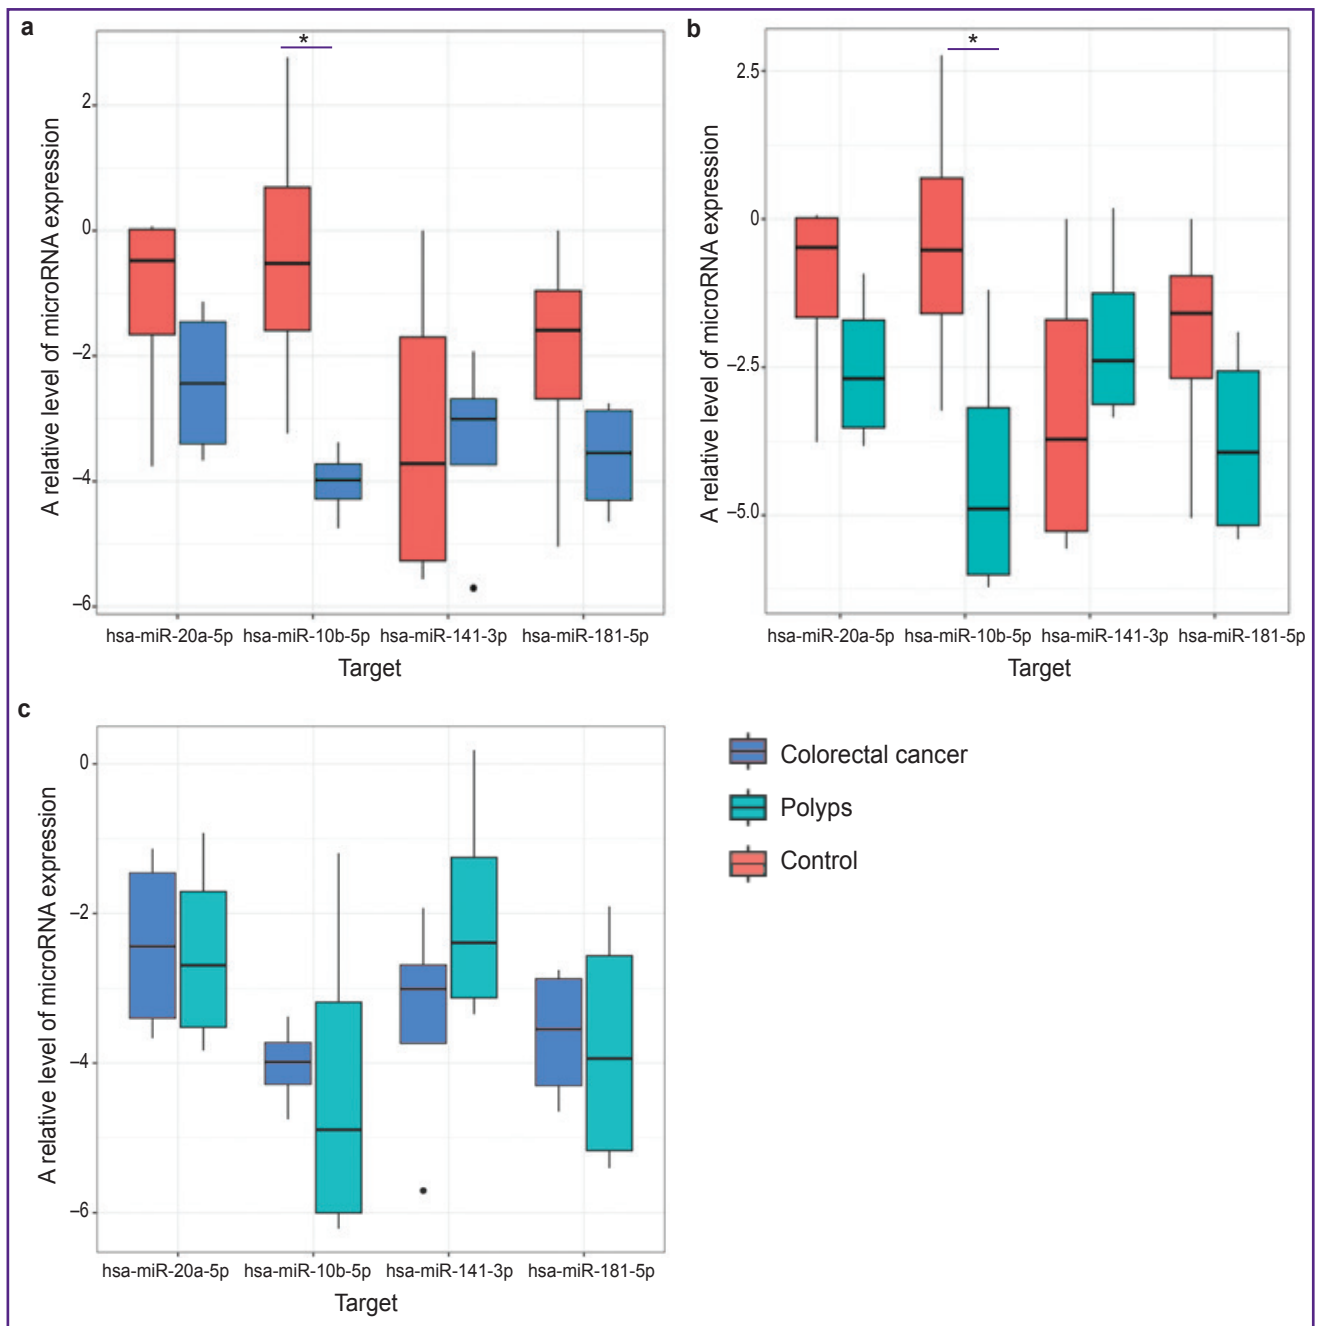 a
*
A relative level of microRNA expression
2
0
–2
–4
–6
hsa-miR-20a-5p hsa-miR-10b-5p hsa-miR-141-3p hsa-miR-181-5p
Target
b
*
A relative level of microRNA expression
2.5
0
–2.5
–5.0
hsa-miR-20a-5p hsa-miR-10b-5p hsa-miR-141-3p hsa-miR-181-5p
Target
c
A relative level of microRNA expression
0
–2
–4
–6
hsa-miR-20a-5p hsa-miR-10b-5p hsa-miR-141-3p hsa-miR-181-5p
Target
Colorectal cancer
Polyps
Control